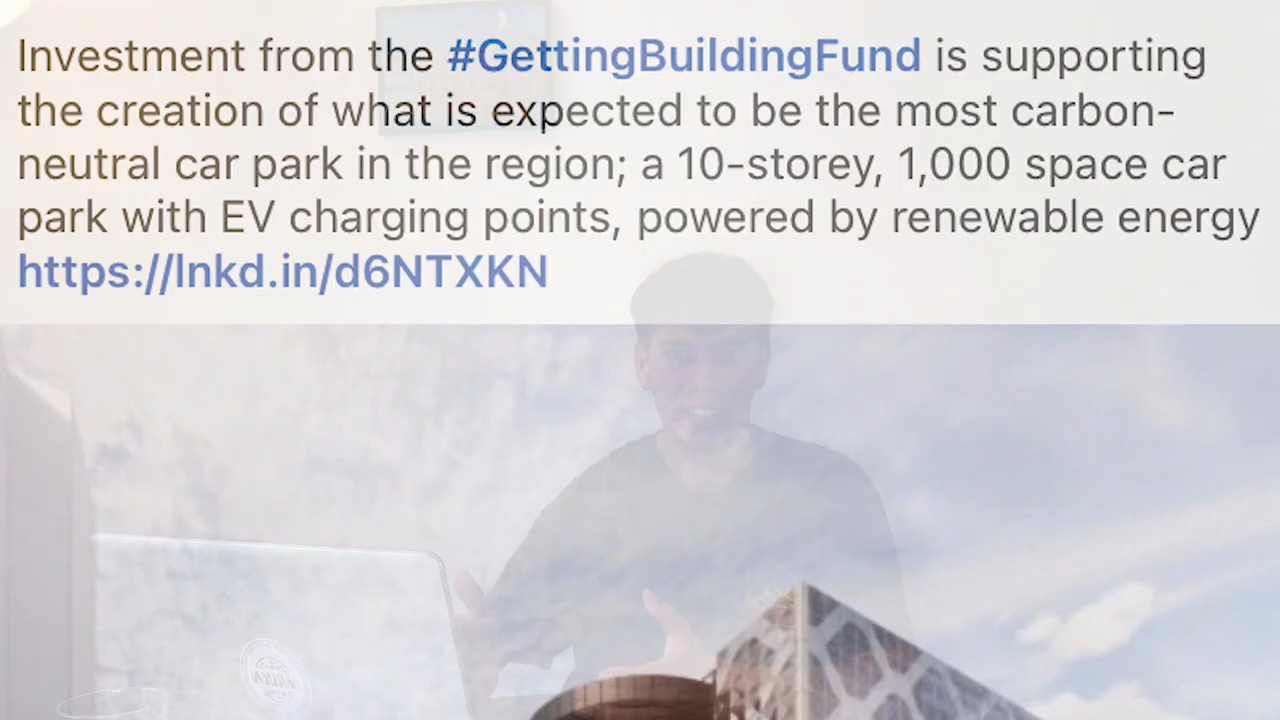 Investment from the #GettingBuildingFund is supporting
the creation of what is expected to be the most carbon-
neutral car park in the region; a 10-storey, 1,000 space car
park with EV charging points, powered by renewable energy
https://lnkd.in/d6NTXKN